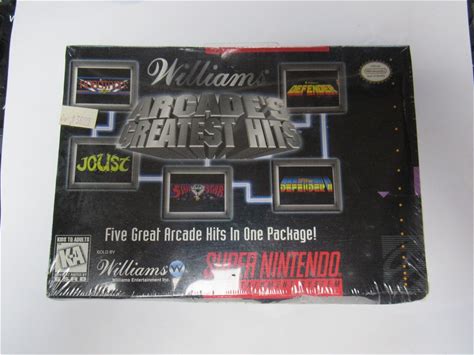 Williams
ARCADE'S
GREATEST HITS
DEFENDER
JOUST
SINISTAR
DEFENDER II
Five Great Arcade Hits In One Package!
KIDS TO ADULTS
K-A
SOLD BY
Williams
Williams Entertainment Inc.
SUPER NINTENDO